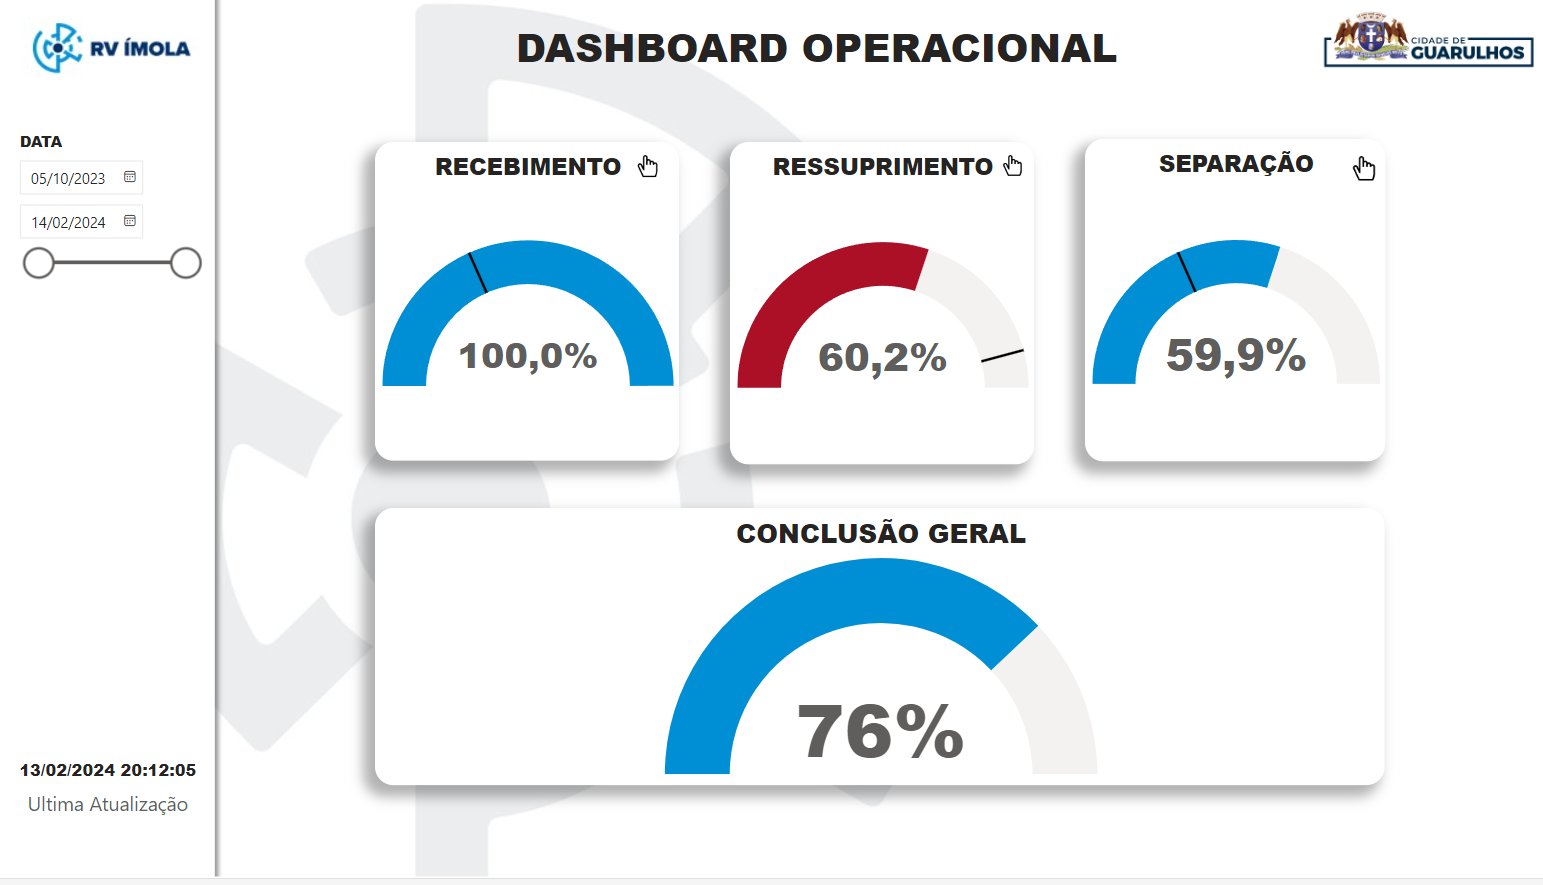 RV ÍMOLA
DASHBOARD OPERACIONAL
CIDADE DE
GUARULHOS
DATA
05/10/2023
14/02/2024
RECEBIMENTO
100,0%
RESSUPRIMENTO
60,2%
SEPARAÇÃO
59,9%
CONCLUSÃO GERAL
76%
13/02/2024 20:12:05
Ultima Atualização